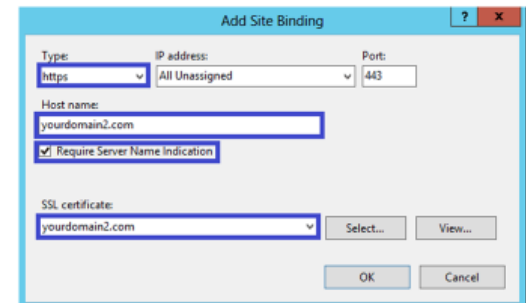 Add Site Binding
? x
Type: IP address: Port:
https All Unassigned 443
Host name:
yourdomain2.com
Require Server Name Indication
SSL certificate:
yourdomain2.com Select... View...
OK Cancel